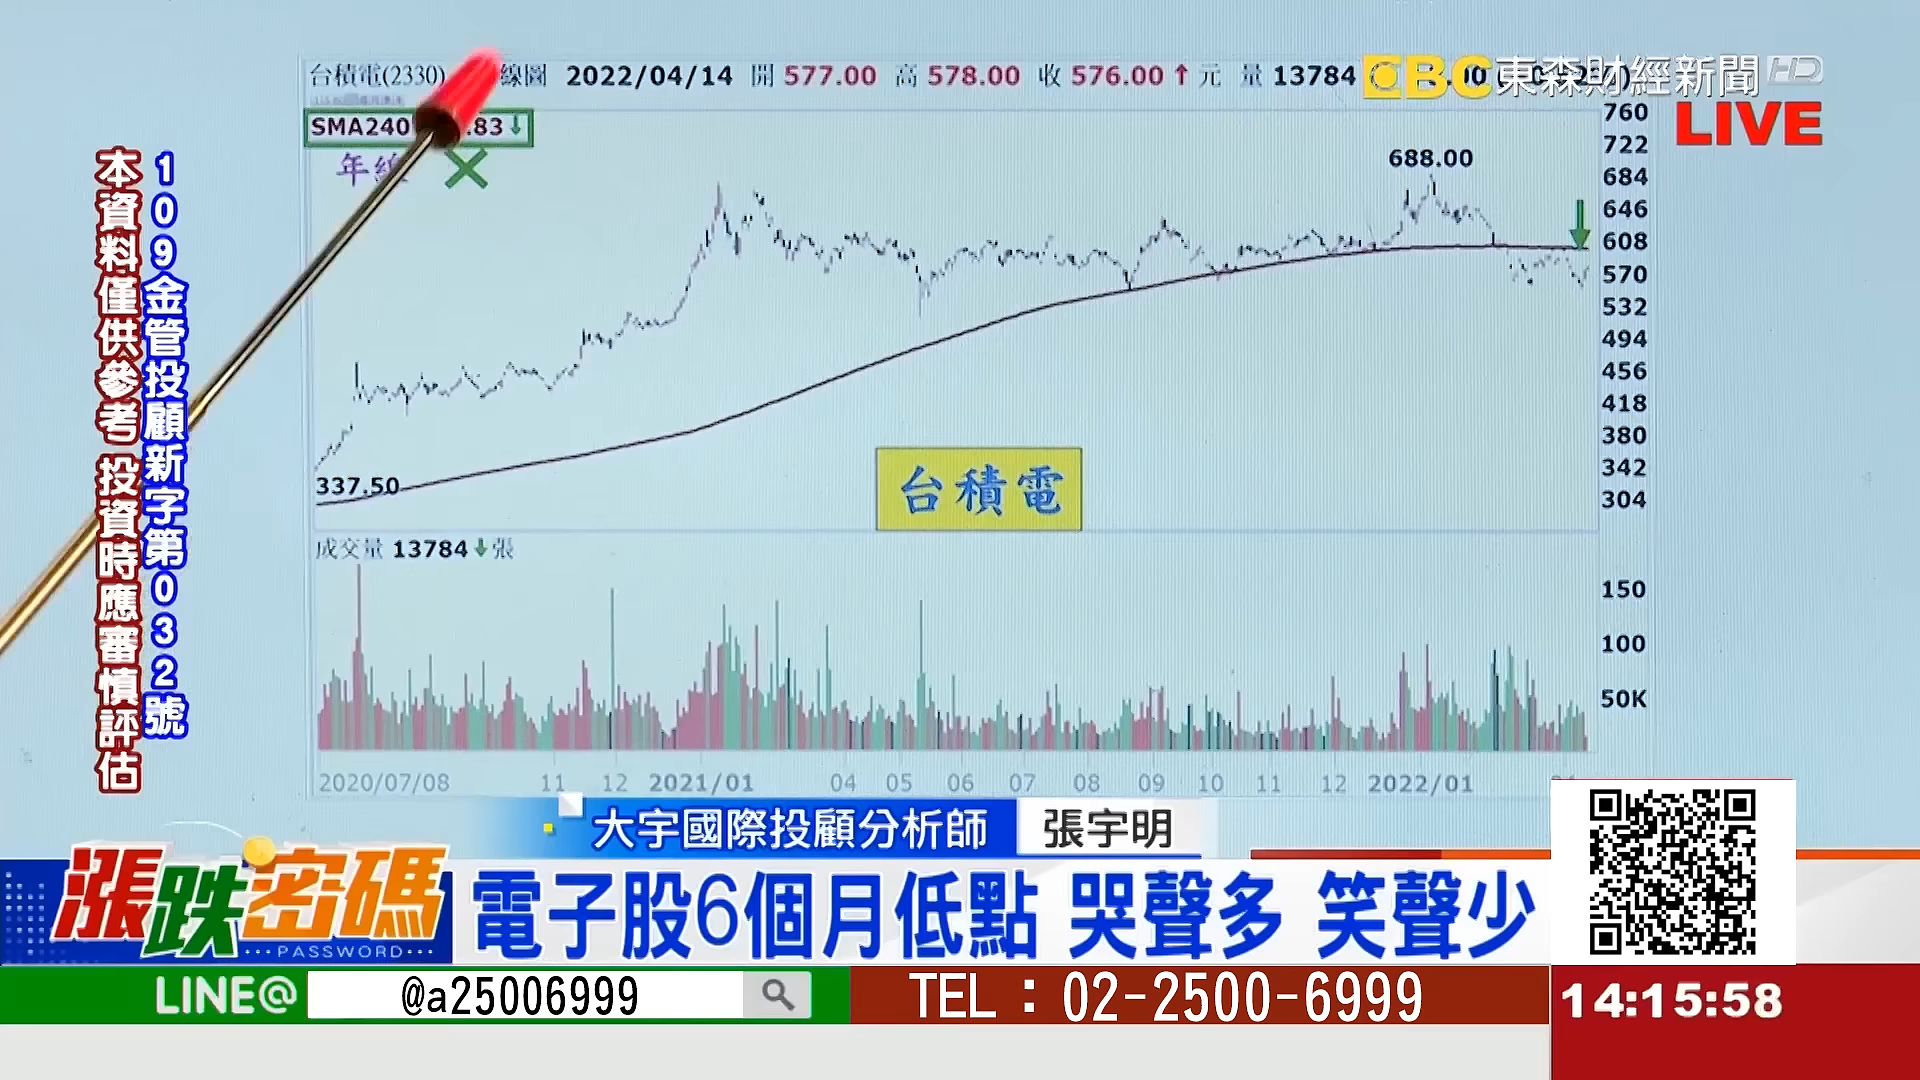 台積電(2330) 線圖 2022/04/14 開 577.00 高 578.00 收 576.00 ↑ 元 量 13784
EBC 東森財經新聞 HD
LIVE
SMA240 .83↓
年線
688.00
337.50
台積電
760
722
684
646
608
570
532
494
456
418
380
342
304
成交量 13784↓張
150
100
50K
2020/07/08 11 12 2021/01 04 05 06 07 08 09 10 11 12 2022/01
109金管投顧新字第032號
本資料僅供參考 投資時應審慎評估
大宇國際投顧分析師 張宇明
漲跌密碼
PASSWORD
電子股6個月低點 哭聲多 笑聲少
LINE@ @a25006999
TEL：02-2500-6999
14:15:58